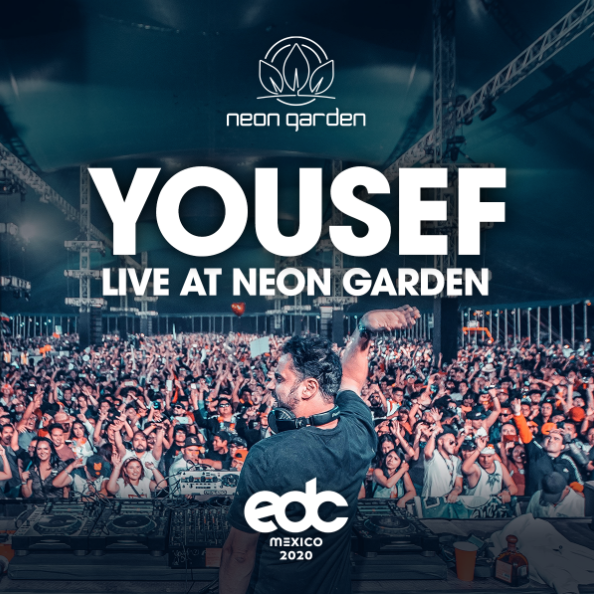 neon garden
YOUSEF
LIVE AT NEON GARDEN
edc
MEXICO
2020